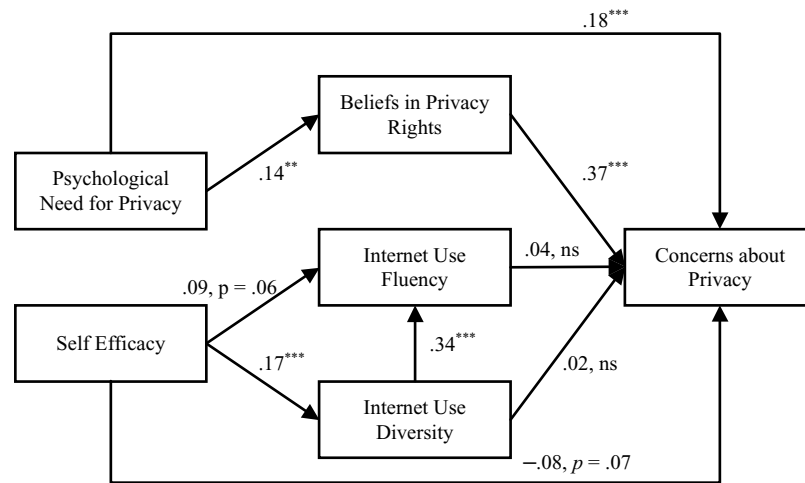 .18***
Beliefs in Privacy
Rights
Psychological
Need for Privacy
.14**
.37***
Internet Use
Fluency
.04, ns
Concerns about
Privacy
.09, p = .06
Self Efficacy
.34***
.17***
.02, ns
Internet Use
Diversity
−.08, p = .07